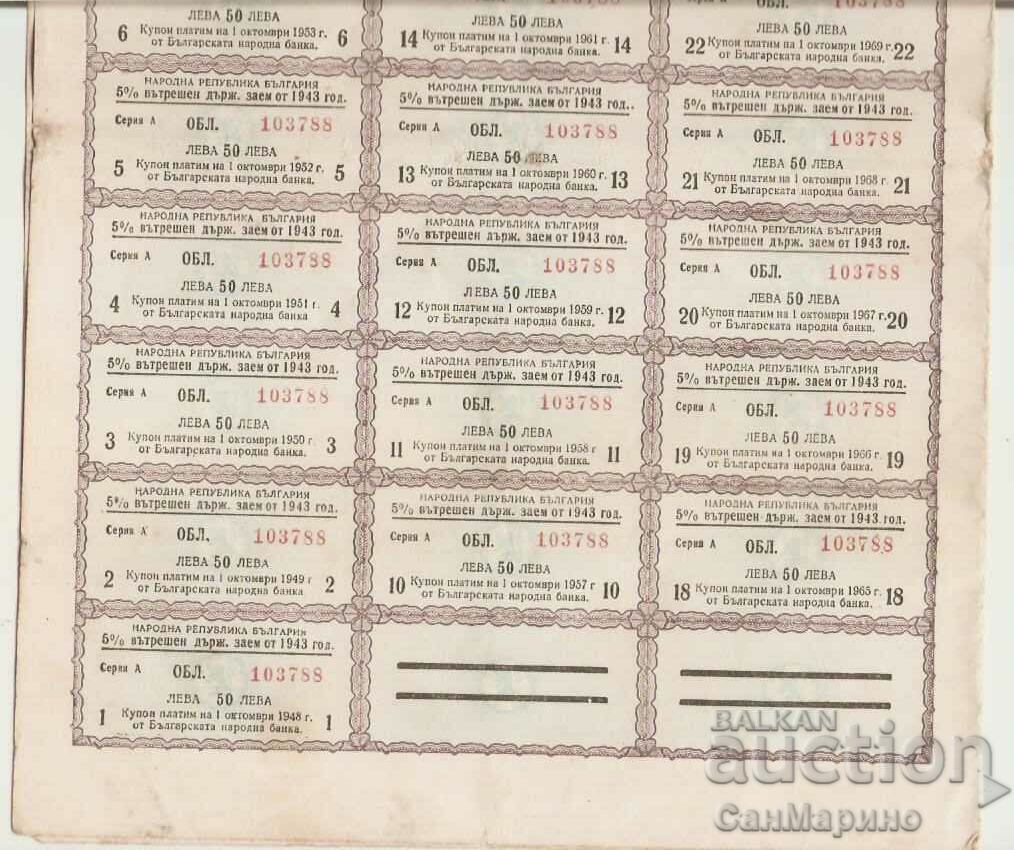 ЛЕВА 50 ЛЕВА
6 Купон платим на 1 октомври 1953 г. 6
от Българската народна банка.
НАРОДНА РЕПУБЛИКА БЪЛГАРИЯ
5% вътрешен държ. заем от 1943 год.
Серия А ОБЛ. 103788
ЛЕВА 50 ЛЕВА
5 Купон платим на 1 октомври 1952 г. 5
от Българската народна банка.
НАРОДНА РЕПУБЛИКА БЪЛГАРИЯ
5% вътрешен държ. заем от 1943 год.
Серия А ОБЛ. 103788
ЛЕВА 50 ЛЕВА
4 Купон платим на 1 октомври 1951 г. 4
от Българската народна банка
НАРОДНА РЕПУБЛИКА БЪЛГАРИЯ
5% вътрешен държ. заем от 1943 год.
Серия А ОБЛ. 103788
ЛЕВА 50 ЛЕВА
3 Купон платим на 1 октомври 1950 г. 3
от Българската народна банка.
НАРОДНА РЕПУБЛИКА БЪЛГАРИЯ
5% вътрешен държ. заем от 1943 год.
Серия А ОБЛ. 103788
ЛЕВА 50 ЛЕВА
2 Купон платим на 1 октомври 1949 г 2
от Българската народна банка
НАРОДНА РЕПУБЛИКА БЪЛГАРИЯ
5% вътрешен държ. заем от 1943 год.
Серия А ОБЛ. 103788
ЛЕВА 50 ЛЕВА
1 Купон платим на 1 октомври 1948 г. 1
от Българската народна банка.
103788
ЛЕВА 50 ЛЕВА
14 Купон платим на 1 октомври 1961 г. 14
от Българската народна банка.
НАРОДНА РЕПУБЛИКА БЪЛГАРИЯ
5% вътрешен държ. заем от 1943 год..
Серия А ОБЛ. 103788
ЛЕВА 50 ЛЕВА
13 Купон платим на 1 октомври 1960 г. 13
от Българската народна банка.
НАРОДНА РЕПУБЛИКА БЪЛГАРИЯ
5% вътрешен държ. заем от 1943 год.
Серия А ОБЛ. 103788
ЛЕВА 50 ЛЕВА
12 Купон платим на 1 октомври 1959 г. 12
от Българската народна банка.
НАРОДНА РЕПУБЛИКА БЪЛГАРИЯ
5% вътрешен държ. заем от 1943 год.
Серия А ОБЛ. 103788
ЛЕВА 50 ЛЕВА
11 Купон платим на 1 октомври 1958 г 11
от Българската народна банка.
НАРОДНА РЕПУБЛИКА БЪЛГАРИЯ
5% вътрешен държ. заем от 1943 год.
Серия А ОБЛ. 103788
ЛЕВА 50 ЛЕВА
10 Купон платим на 1 октомври 1957 г 10
от Българската народна банка.
ОБЛ. 103788
ЛЕВА 50 ЛЕВА
22 Купон платим на 1 октомври 1969 г. 22
от Българската народна банка.
НАРОДНА РЕПУБЛИКА БЪЛГАРИЯ
5% вътрешен държ. заем от 1943 год.
Серия А ОБЛ. 103788
ЛЕВА 50 ЛЕВА
21 Купон платим на 1 октомври 1968 г. 21
от Българската народна банка.
НАРОДНА РЕПУБЛИКА БЪЛГАРИЯ
5% вътрешен държ. заем от 1943 год.
Серия А ОБЛ. 103788
ЛЕВА 50 ЛЕВА
20 Купон платим на 1 октомври 1967 г. 20
от Българската народна банка.
НАРОДНА РЕПУБЛИКА БЪЛГАРИЯ
5% вътрешен държ. заем от 1943 год.
Серия А ОБЛ. 103788
ЛЕВА 50 ЛЕВА
19 Купон платим на 1 октомври 1966 г. 19
от Българската народна банка.
НАРОДНА РЕПУБЛИКА БЪЛГАРИЯ
5% вътрешен държ. заем от 1943 год.
Серия А ОБЛ. 103788
ЛЕВА 50 ЛЕВА
18 Купон платим на 1 октомври 1965 г. 18
от Българската народна банка.
BALKAN
auction
СанМарино